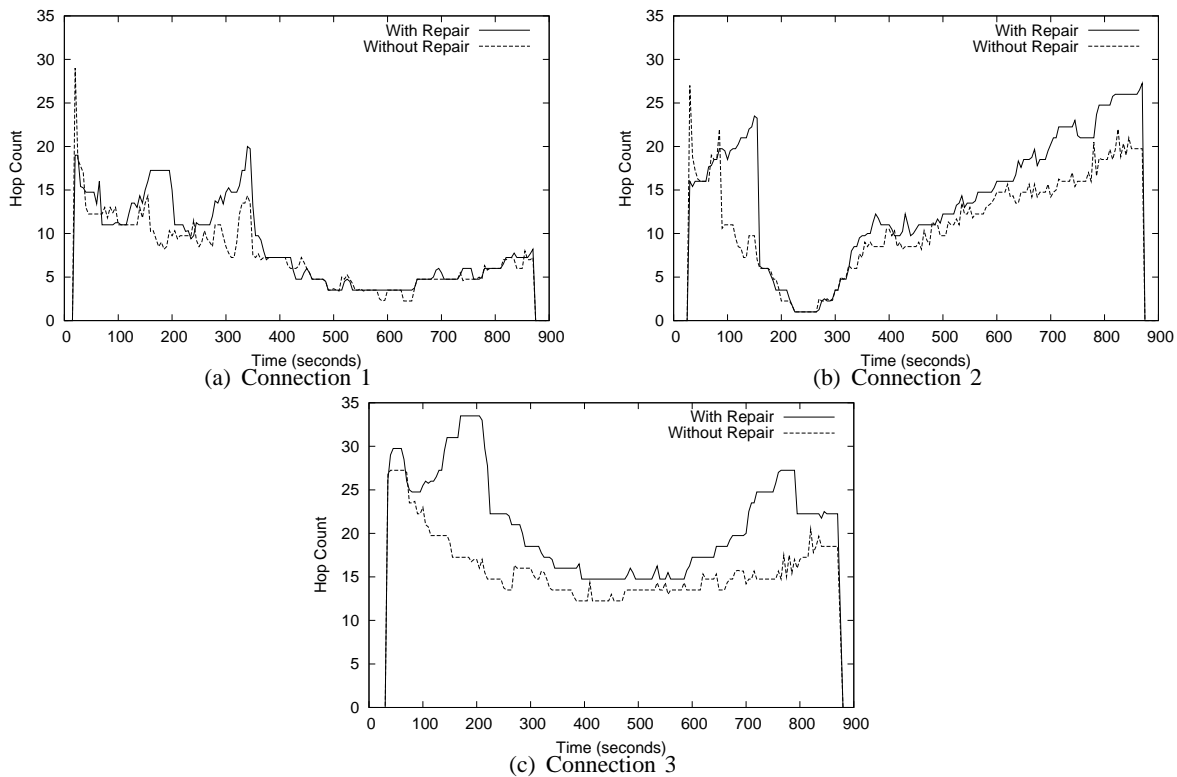 35
30
25
20
15
10
5
0
Hop Count
With Repair
Without Repair
0 100 200 300 400 500 600 700 800 900
Time (seconds)
(a) Connection 1
35
30
25
20
15
10
5
0
Hop Count
With Repair
Without Repair
0 100 200 300 400 500 600 700 800 900
Time (seconds)
(b) Connection 2
35
30
25
20
15
10
5
0
Hop Count
With Repair
Without Repair
0 100 200 300 400 500 600 700 800 900
Time (seconds)
(c) Connection 3